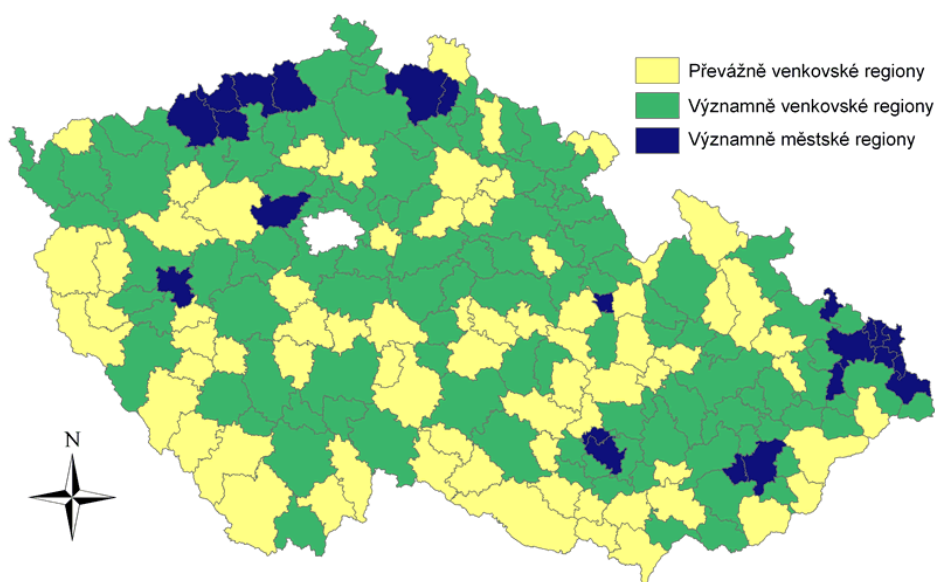 Převážně venkovské regiony
Významně venkovské regiony
Významně městské regiony
N